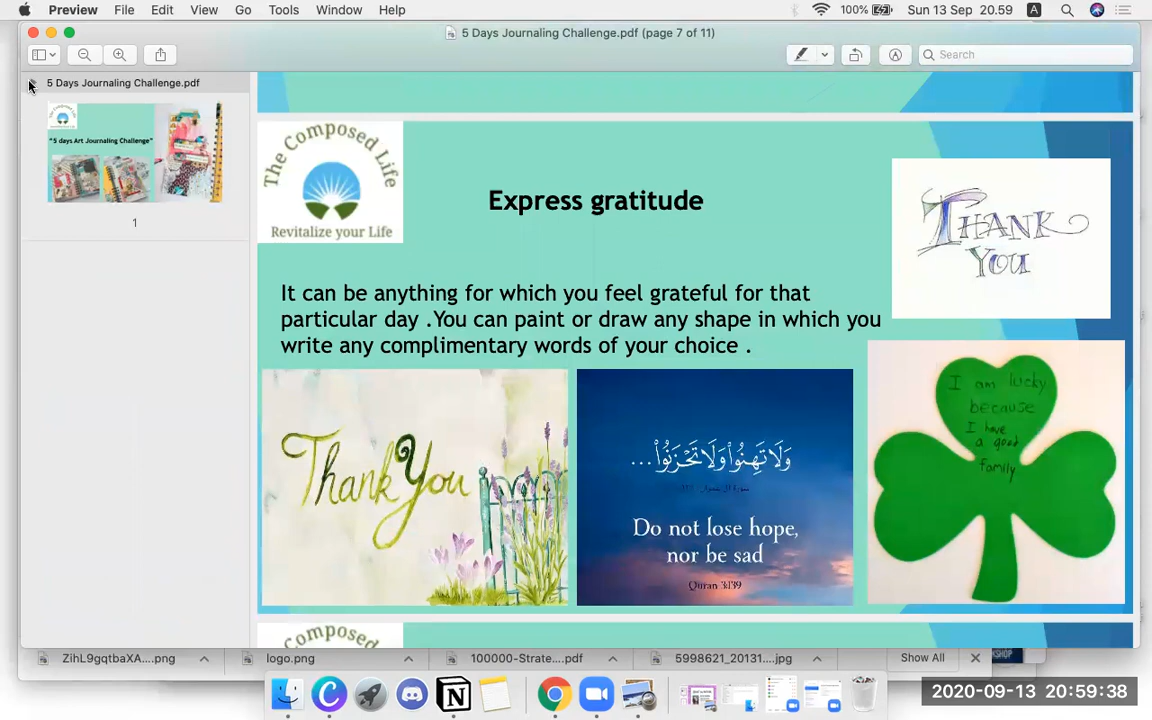 Preview File Edit View Go Tools Window Help 100% Sun 13 Sep 20.59 A
5 Days Journaling Challenge.pdf (page 7 of 11)
Search
5 Days Journaling Challenge.pdf
"5 days Art Journaling Challenge"
1
The Composed Life
Revitalize your Life
Express gratitude
THANK
YOU
It can be anything for which you feel grateful for that
particular day .You can paint or draw any shape in which you
write any complimentary words of your choice .
Thank You
وَلَا تَهِنُوا وَلَا تَحْزَنُوا...
Do not lose hope,
nor be sad
Quran 3:139
I am lucky
because
I have
a good
family
Composed
ZihL9gqtbaXA....png
logo.png
100000-Strate....pdf
5998621_20131....jpg
Show All
2020-09-13 20:59:38